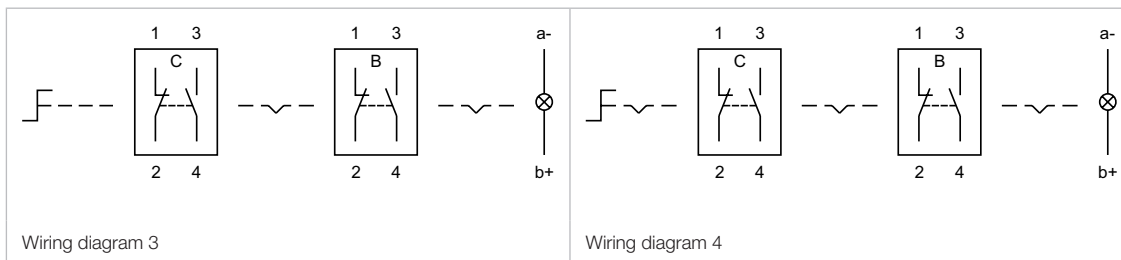 1 3 1 3 a-
C B
2 4 2 4 b+
Wiring diagram 3
1 3 1 3 a-
C B
2 4 2 4 b+
Wiring diagram 4